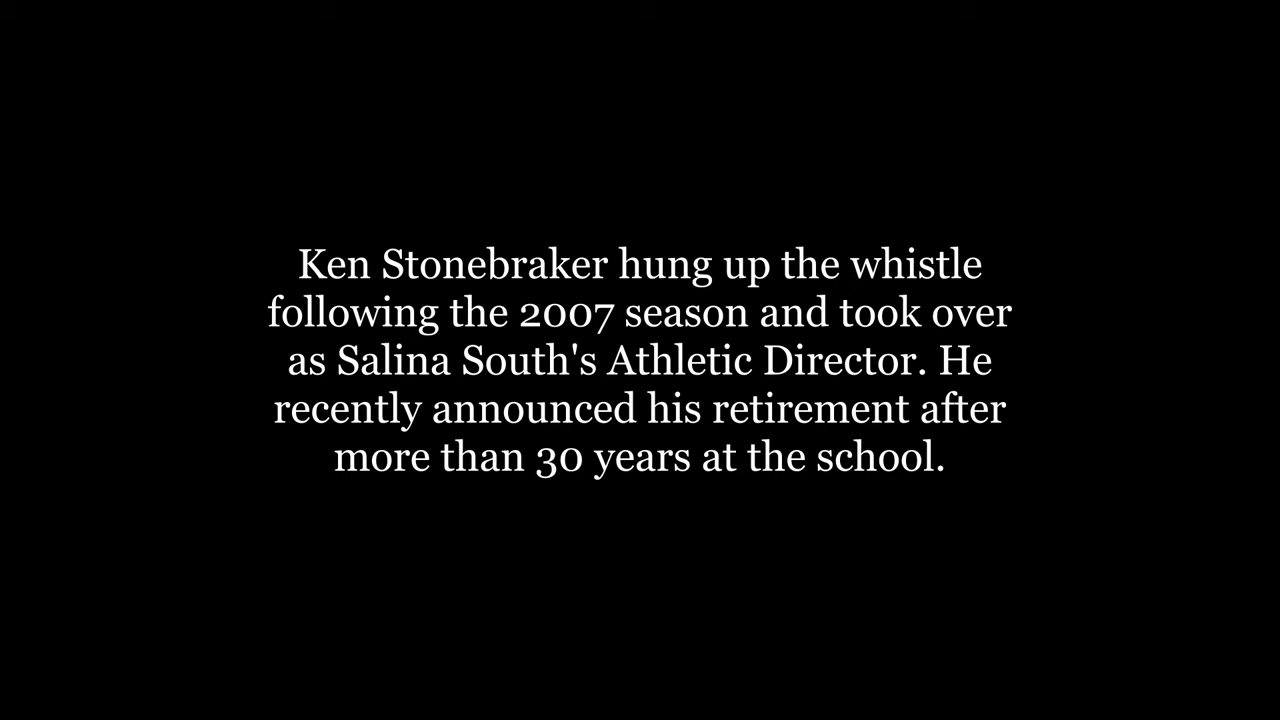 Ken Stonebraker hung up the whistle
following the 2007 season and took over
as Salina South's Athletic Director. He
recently announced his retirement after
more than 30 years at the school.